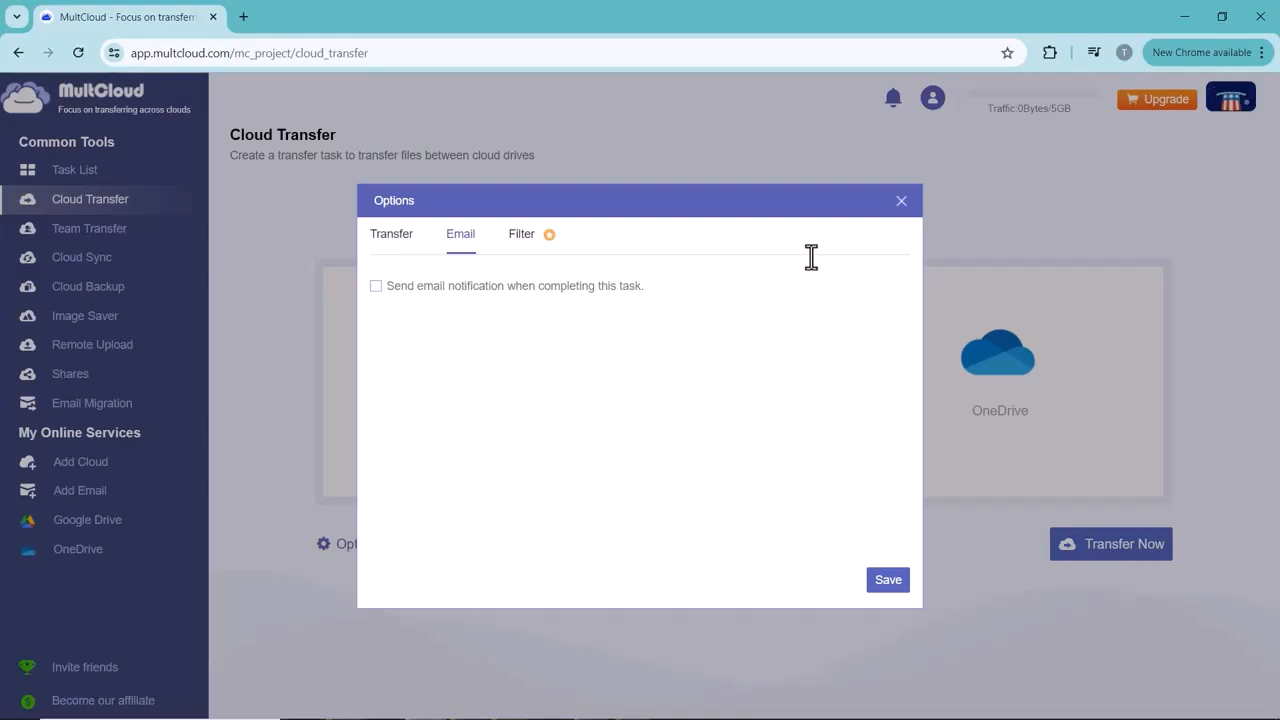 MultCloud - Focus on transferri
app.multcloud.com/mc_project/cloud_transfer
T
New Chrome available
MultCloud
Focus on transferring across clouds
Common Tools
Task List
Cloud Transfer
Team Transfer
Cloud Sync
Cloud Backup
Image Saver
Remote Upload
Shares
Email Migration
My Online Services
Add Cloud
Add Email
Google Drive
OneDrive
Invite friends
Become our affiliate
Traffic:0Bytes/5GB
Upgrade
Cloud Transfer
Create a transfer task to transfer files between cloud drives
Options
Transfer
Email
Filter
Send email notification when completing this task.
Save
OneDrive
Opt
Transfer Now